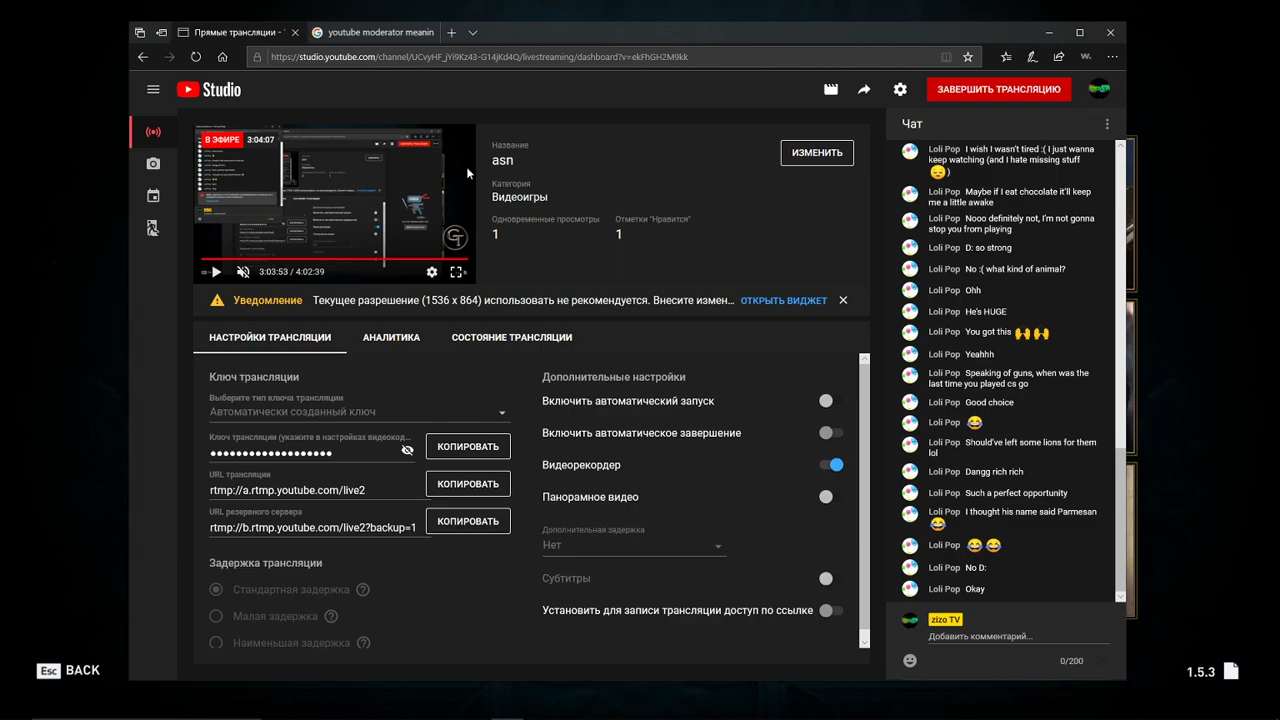 Прямые трансляции -
youtube moderator meanin
https://studio.youtube.com/channel/UCvyHF_jYi9Kz43-G14jKd4Q/livestreaming/dashboard?v=ekFhGH2M9kk
w.
Studio
ЗАВЕРШИТЬ ТРАНСЛЯЦИЮ
В ЭФИРЕ 3:04:07
GT
3:03:53 / 4:02:39
Название
asn
ИЗМЕНИТЬ
Категория
Видеоигры
Одновременные просмотры
Отметки "Нравится"
1
1
Уведомление Текущее разрешение (1536 x 864) использовать не рекомендуется. Внесите измен... ОТКРЫТЬ ВИДЖЕТ
НАСТРОЙКИ ТРАНСЛЯЦИИ
АНАЛИТИКА
СОСТОЯНИЕ ТРАНСЛЯЦИИ
Ключ трансляции
Выберите тип ключа трансляции
Автоматически созданный ключ
Ключ трансляции (укажите в настройках видеокод...
••••••••••••••••••
КОПИРОВАТЬ
URL трансляции
rtmp://a.rtmp.youtube.com/live2
КОПИРОВАТЬ
URL резервного сервера
rtmp://b.rtmp.youtube.com/live2?backup=1
КОПИРОВАТЬ
Задержка трансляции
Стандартная задержка
Малая задержка
Наименьшая задержка
Дополнительные настройки
Включить автоматический запуск
Включить автоматическое завершение
Видеорекордер
Панорамное видео
Дополнительная задержка
Нет
Субтитры
Установить для записи трансляции доступ по ссылке
Чат
Loli Pop I wish I wasn't tired :( I just wanna
keep watching (and I hate missing stuff
😔)
Loli Pop Maybe if I eat chocolate it'll keep
me a little awake
Loli Pop Nooo definitely not, I'm not gonna
stop you from playing
Loli Pop D: so strong
Loli Pop No :( what kind of animal?
Loli Pop Ohh
Loli Pop He's HUGE
Loli Pop You got this 🙌🙌
Loli Pop Yeahhh
Loli Pop Speaking of guns, when was the
last time you played cs go
Loli Pop Good choice
Loli Pop 😂
Loli Pop Should've left some lions for them
lol
Loli Pop Dangg rich rich
Loli Pop Such a perfect opportunity
Loli Pop I thought his name said Parmesan
😂
Loli Pop 😂😂
Loli Pop No D:
Loli Pop Okay
zizo TV
Добавить комментарий...
0/200
Esc BACK
1.5.3